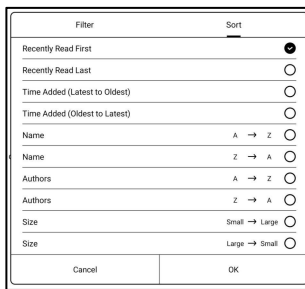 Filter Sort
Recently Read First
Recently Read Last
Time Added (Latest to Oldest)
Time Added (Oldest to Latest)
Name A → Z
Name Z → A
Authors A → Z
Authors Z → A
Size Small → Large
Size Large → Small
Cancel OK